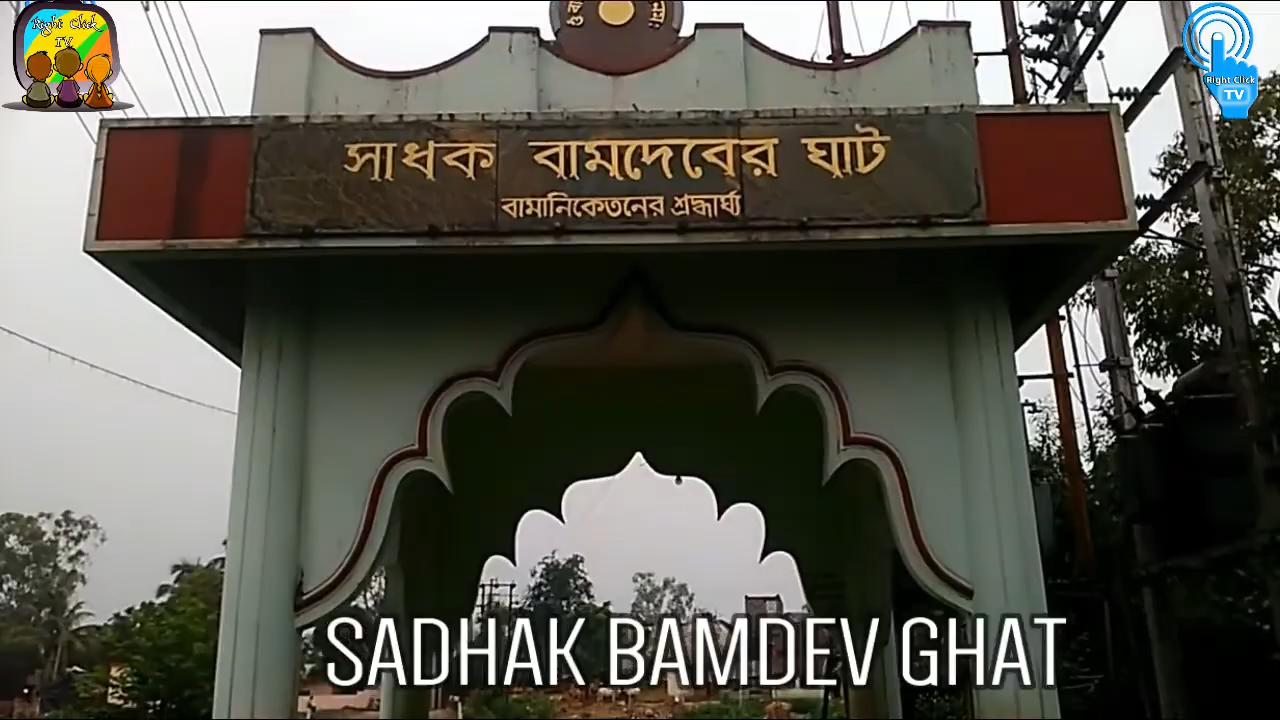 Right Click
TV
Right Click
TV
সাধক বামদেবের ঘাট
বামানিকেতনের শ্রদ্ধার্ঘ্য
SADHAK BAMDEV GHAT